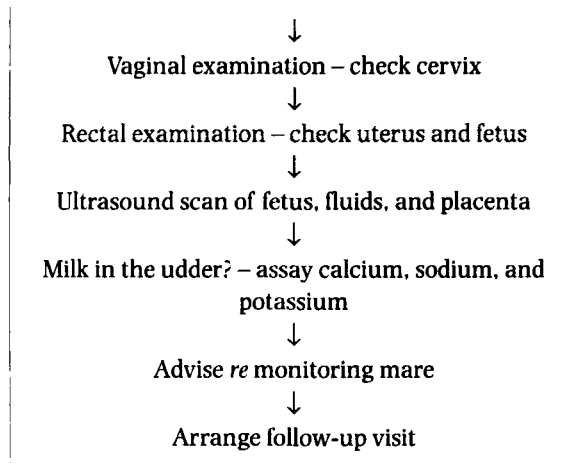 ↓
Vaginal examination – check cervix
↓
Rectal examination – check uterus and fetus
↓
Ultrasound scan of fetus, fluids, and placenta
↓
Milk in the udder? – assay calcium, sodium, and
potassium
↓
Advise re monitoring mare
↓
Arrange follow-up visit